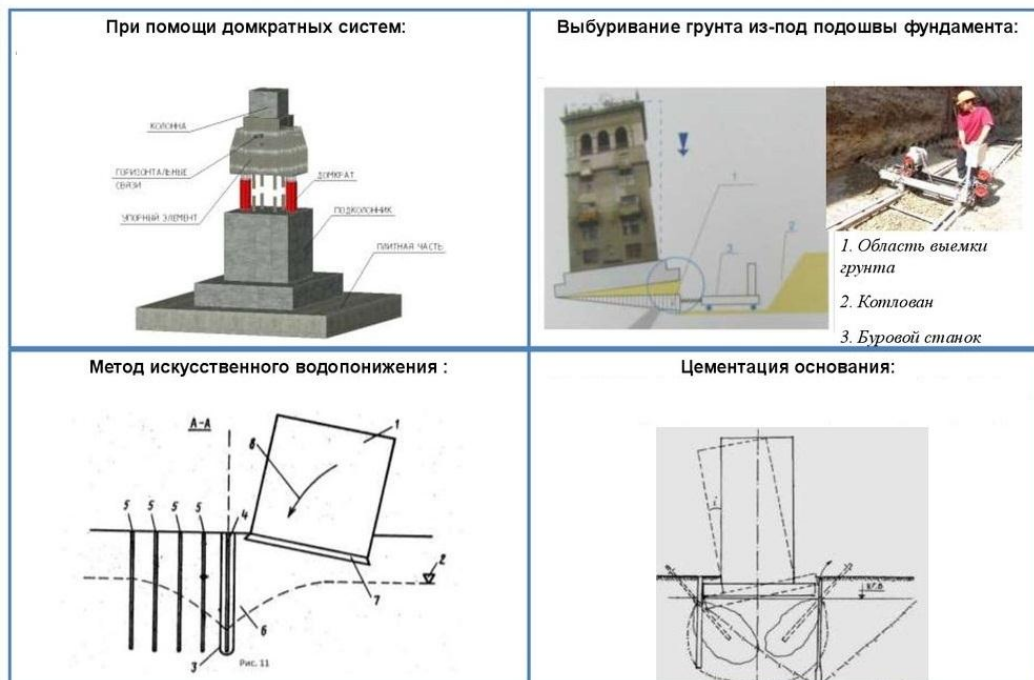 При помощи домкратных систем:
КОЛОННА
ГОРИЗОНТАЛЬНЫЕ
СВЯЗИ
ДОМКРАТ
УПОРНЫЙ ЭЛЕМЕНТ
ПОДКОЛОННИК
ПЛИТНАЯ ЧАСТЬ
Выбуривание грунта из-под подошвы фундамента:
1
2
3
1. Область выемки
грунта
2. Котлован
3. Буровой станок
Метод искусственного водопонижения :
А-А
8
1
5 5 5 5 4
2
7
6
3
Рис. 11
Цементация основания: